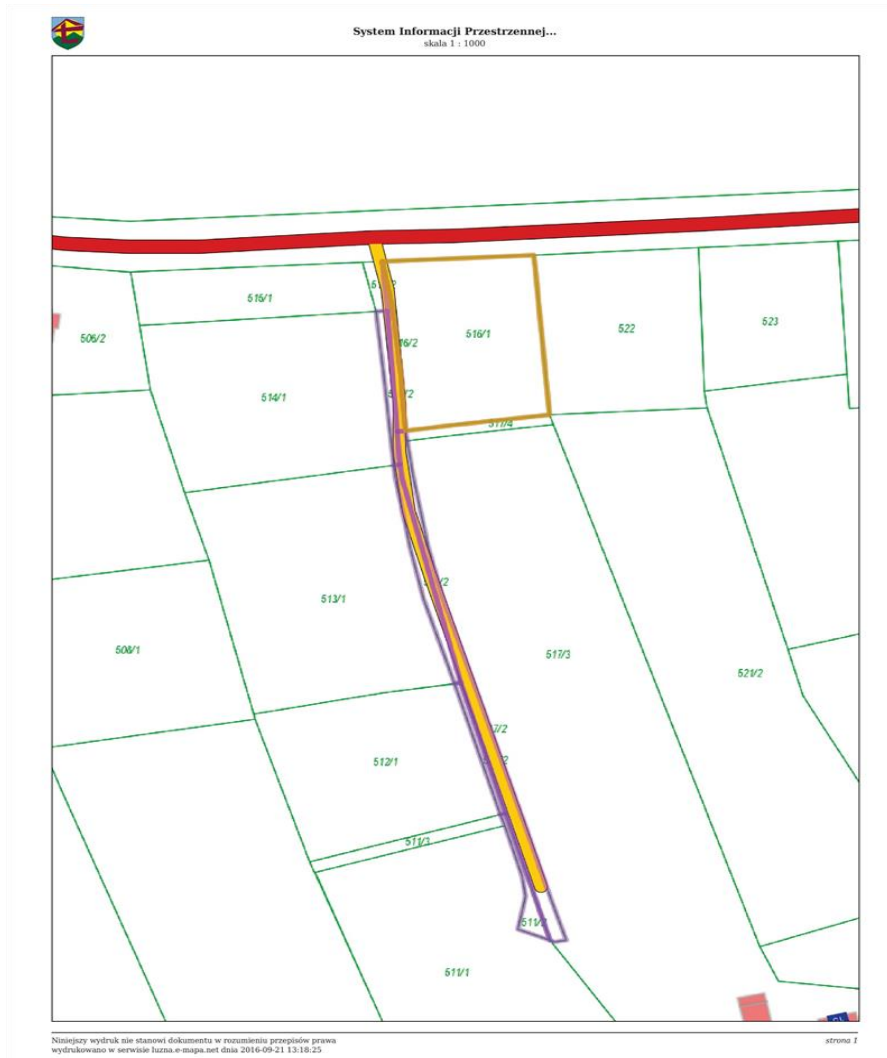 System Informacji Przestrzennej...
skala 1 : 1000
515/1
506/2
516/1
522
523
514/1
517/4
513/1
508/1
517/3
521/2
512/1
511/3
511/1
Niniejszy wydruk nie stanowi dokumentu w rozumieniu przepisów prawa
wydrukowano w serwisie luzna.e-mapa.net dnia 2016-09-21 13:18:25
strona 1